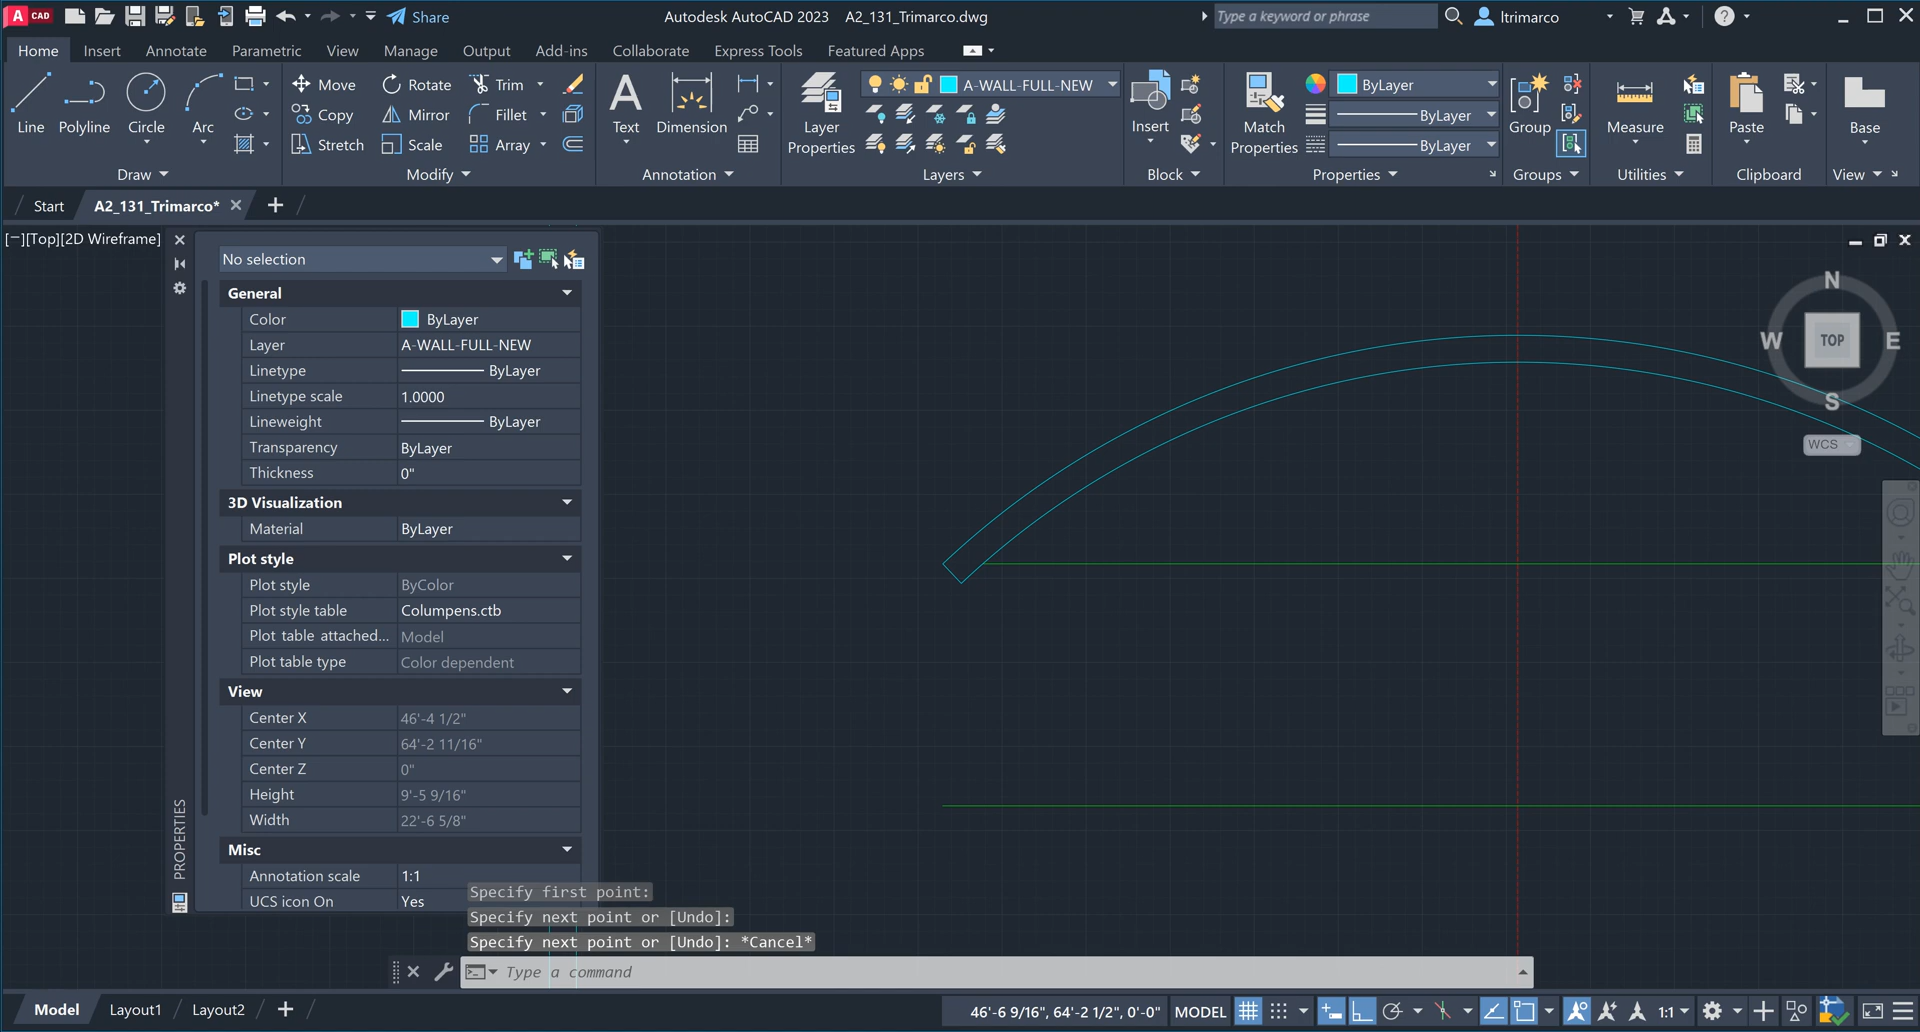 A CAD Share Autodesk AutoCAD 2023 A2_131_Trimarco.dwg Type a keyword or phrase ltrimarco ?
Home Insert Annotate Parametric View Manage Output Add-ins Collaborate Express Tools Featured Apps
Line Polyline Circle Arc
Move Rotate Trim
Copy Mirror Fillet
Stretch Scale Array
A Text Dimension
Layer Properties
A-WALL-FULL-NEW
Insert
Match Properties
ByLayer
ByLayer
ByLayer
Group Measure Paste Base
Draw Modify Annotation Layers Block Properties Groups Utilities Clipboard View
Start A2_131_Trimarco* +
[−][Top][2D Wireframe]
No selection
General
Color ByLayer
Layer A-WALL-FULL-NEW
Linetype ByLayer
Linetype scale 1.0000
Lineweight ByLayer
Transparency ByLayer
Thickness 0"
3D Visualization
Material ByLayer
Plot style
Plot style ByColor
Plot style table Columpens.ctb
Plot table attached... Model
Plot table type Color dependent
View
Center X 46'-4 1/2"
Center Y 64'-2 11/16"
Center Z 0"
Height 9'-5 9/16"
Width 22'-6 5/8"
Misc
Annotation scale 1:1
UCS icon On Yes
PROPERTIES
N
W TOP E
S
WCS
Specify first point:
Specify next point or [Undo]:
Specify next point or [Undo]: *Cancel*
Type a command
Model Layout1 Layout2 + 46'-6 9/16", 64'-2 1/2", 0'-0" MODEL 1:1